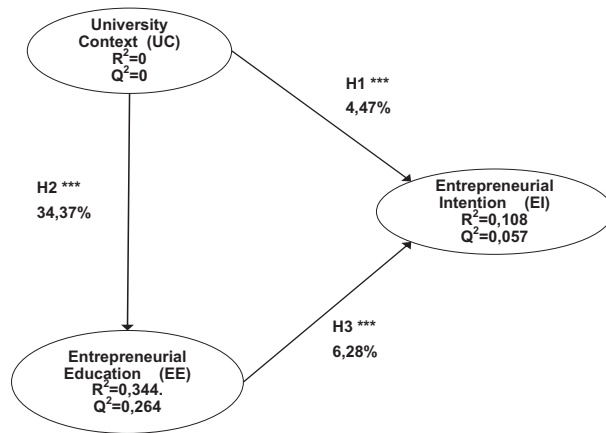 University
Context (UC)
R²=0
Q²=0
H1 ***
4,47%
H2 ***
34,37%
Entrepreneurial
Intention (EI)
R²=0,108
Q²=0,057
H3 ***
6,28%
Entrepreneurial
Education (EE)
R²=0,344.
Q²=0,264